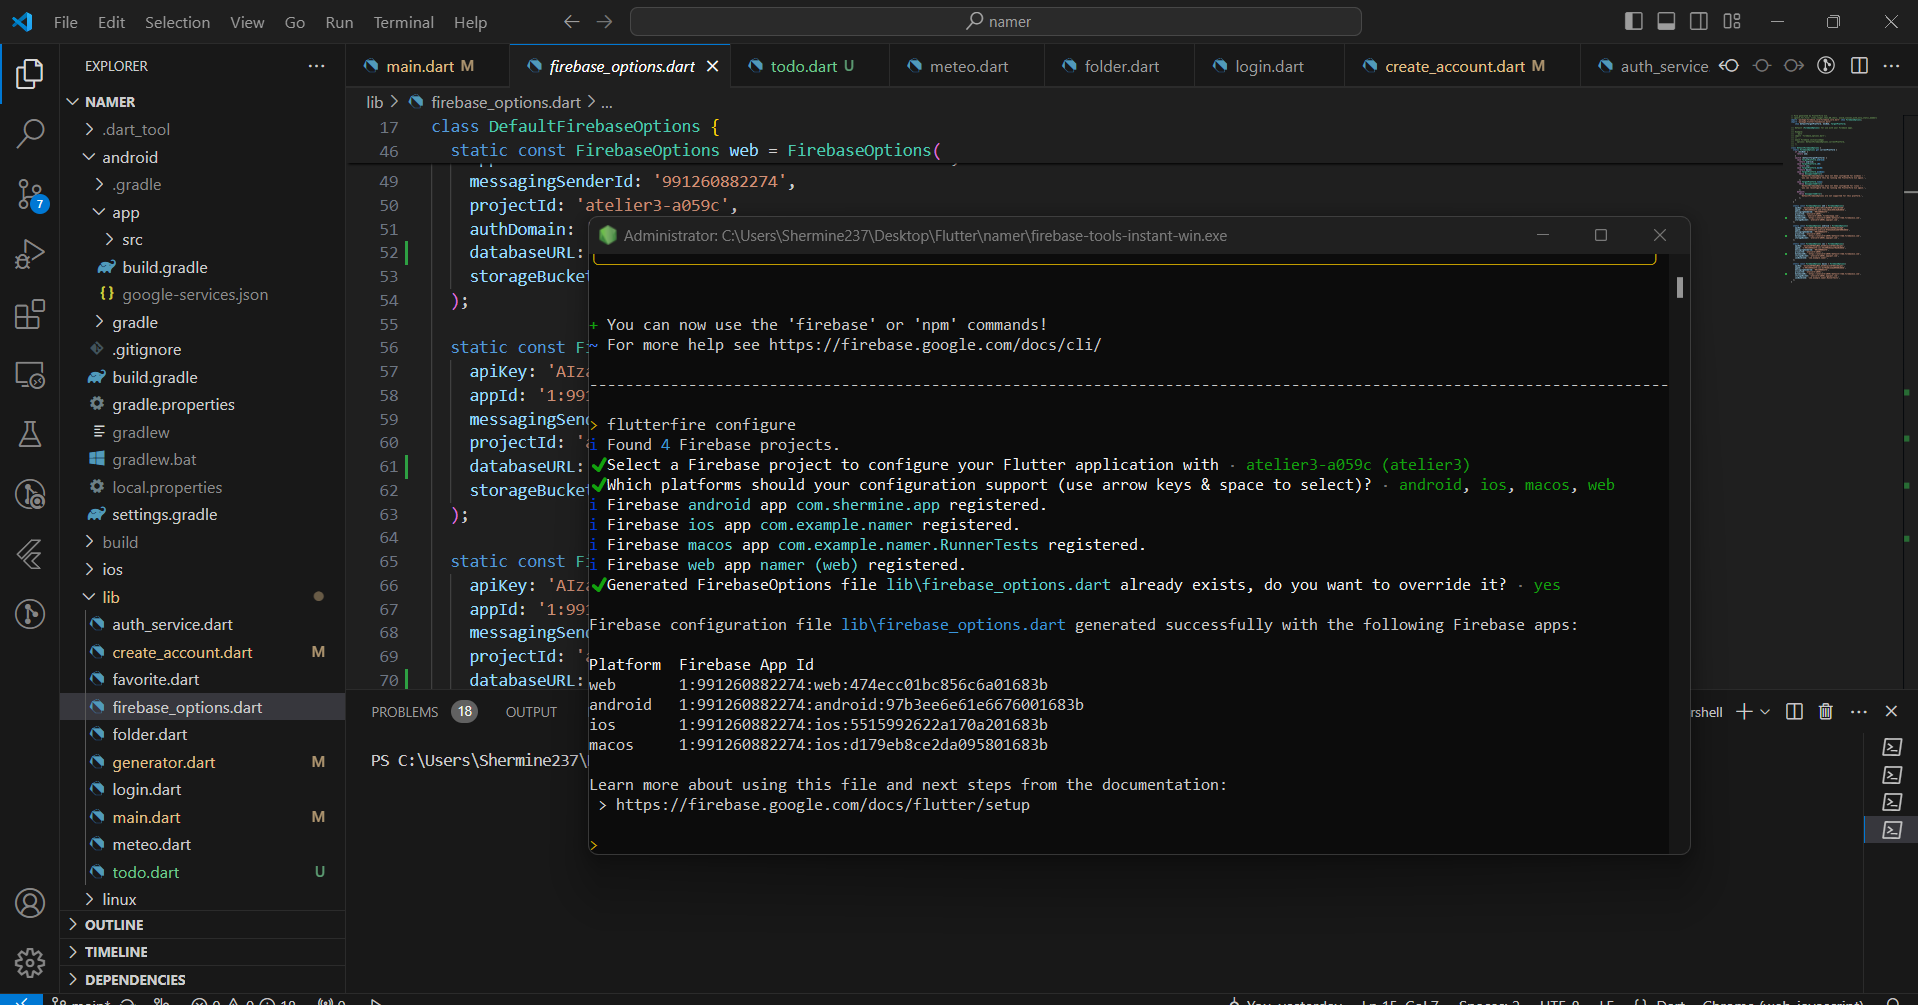 File Edit Selection View Go Run Terminal Help
namer
EXPLORER
NAMER
.dart_tool
android
.gradle
app
src
build.gradle
google-services.json
gradle
.gitignore
build.gradle
gradle.properties
gradlew
gradlew.bat
local.properties
settings.gradle
build
ios
lib
auth_service.dart
create_account.dart M
favorite.dart
firebase_options.dart
folder.dart
generator.dart M
login.dart
main.dart M
meteo.dart
todo.dart U
linux
OUTLINE
TIMELINE
DEPENDENCIES
7
main.dart M firebase_options.dart todo.dart U meteo.dart folder.dart login.dart create_account.dart M auth_service
lib > firebase_options.dart > ...
17 class DefaultFirebaseOptions {
46 static const FirebaseOptions web = FirebaseOptions(
49 messagingSenderId: '991260882274',
50 projectId: 'atelier3-a059c',
51 authDomain:
52 databaseURL:
53 storageBucket
54 );
55
56 static const Fi
57 apiKey: 'AIza
58 appId: '1:991
59 messagingSend
60 projectId: 'a
61 databaseURL:
62 storageBucket
63 );
64
65 static const Fi
66 apiKey: 'AIza
67 appId: '1:991
68 messagingSend
69 projectId: 'a
70 databaseURL:
Administrator: C:\Users\Shermine237\Desktop\Flutter\namer\firebase-tools-instant-win.exe
+ You can now use the 'firebase' or 'npm' commands!
~ For more help see https://firebase.google.com/docs/cli/
> flutterfire configure
i Found 4 Firebase projects.
✔Select a Firebase project to configure your Flutter application with · atelier3-a059c (atelier3)
✔Which platforms should your configuration support (use arrow keys & space to select)? · android, ios, macos, web
i Firebase android app com.shermine.app registered.
i Firebase ios app com.example.namer registered.
i Firebase macos app com.example.namer.RunnerTests registered.
i Firebase web app namer (web) registered.
✔Generated FirebaseOptions file lib\firebase_options.dart already exists, do you want to override it? · yes
Firebase configuration file lib\firebase_options.dart generated successfully with the following Firebase apps:
Platform Firebase App Id
web 1:991260882274:web:474ecc01bc856c6a01683b
android 1:991260882274:android:97b3ee6e61e6676001683b
ios 1:991260882274:ios:5515992622a170a201683b
macos 1:991260882274:ios:d179eb8ce2da095801683b
Learn more about using this file and next steps from the documentation:
> https://firebase.google.com/docs/flutter/setup
>
PROBLEMS 18 OUTPUT
rshell
PS C:\Users\Shermine237\